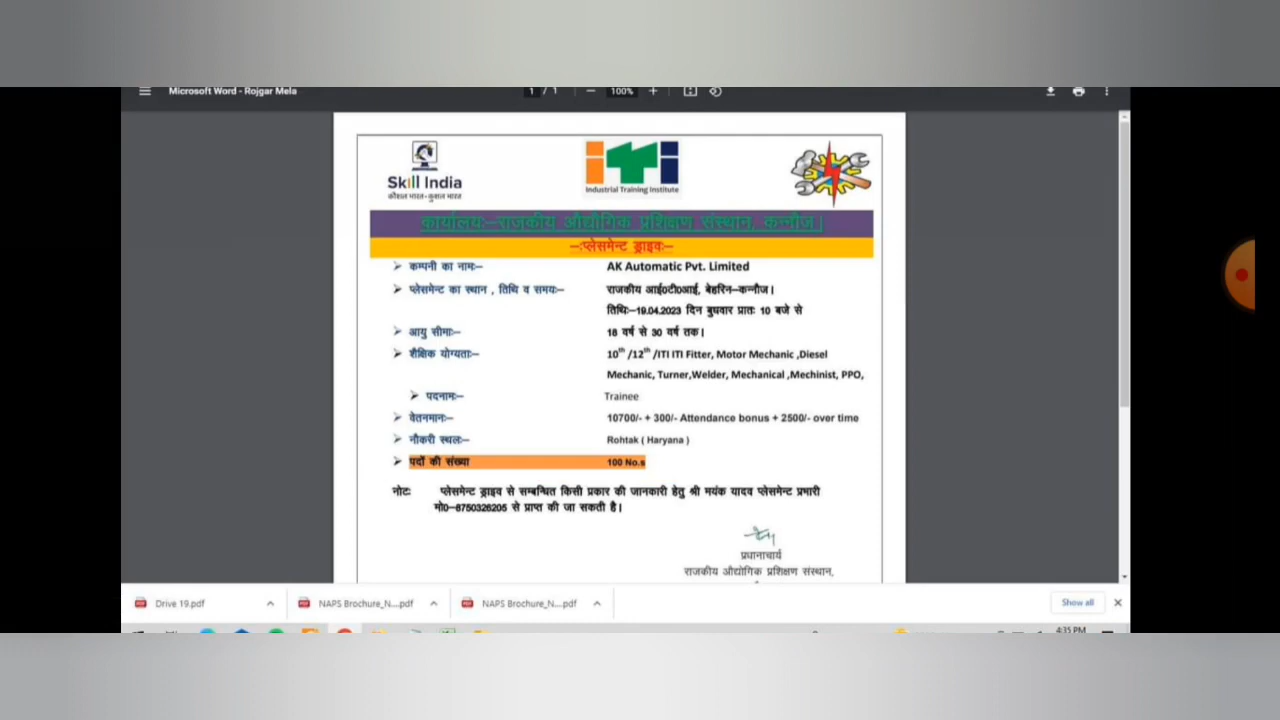 Microsoft Word - Rojgar Mela
1 / 1
100%
Skill India
कौशल भारत-कुशल भारत
iTi
Industrial Training Institute
कार्यालयः–राजकीय औद्यौगिक प्रशिक्षण संस्थान, कन्नौज।
–:प्लेसमेन्ट ड्राइवः–
कम्पनी का नामः– AK Automatic Pvt. Limited
प्लेसमेन्ट का स्थान , तिथि व समयः– राजकीय आई0टी0आई, बेहरिन–कन्नौज।
तिथिः–19.04.2023 दिन बुधवार प्रातः 10 बजे से
आयु सीमाः– 18 वर्ष से 30 वर्ष तक।
शैक्षिक योग्यताः– 10th /12th /ITI ITI Fitter, Motor Mechanic ,Diesel
Mechanic, Turner,Welder, Mechanical ,Mechinist, PPO,
पदनामः– Trainee
वेतनमानः– 10700/- + 300/- Attendance bonus + 2500/- over time
नौकरी स्थलः– Rohtak ( Haryana )
पदों की संख्या 100 No.s
नोटः प्लेसमेन्ट ड्राइव से सम्बन्धित किसी प्रकार की जानकारी हेतु श्री मयंक यादव प्लेसमेन्ट प्रभारी
मो0–8750326205 से प्राप्त की जा सकती है।
प्रधानाचार्य
राजकीय औद्योगिक प्रशिक्षण संस्थान,
Drive 19.pdf
NAPS Brochure_N....pdf
NAPS Brochure_N....pdf
Show all
4:35 PM